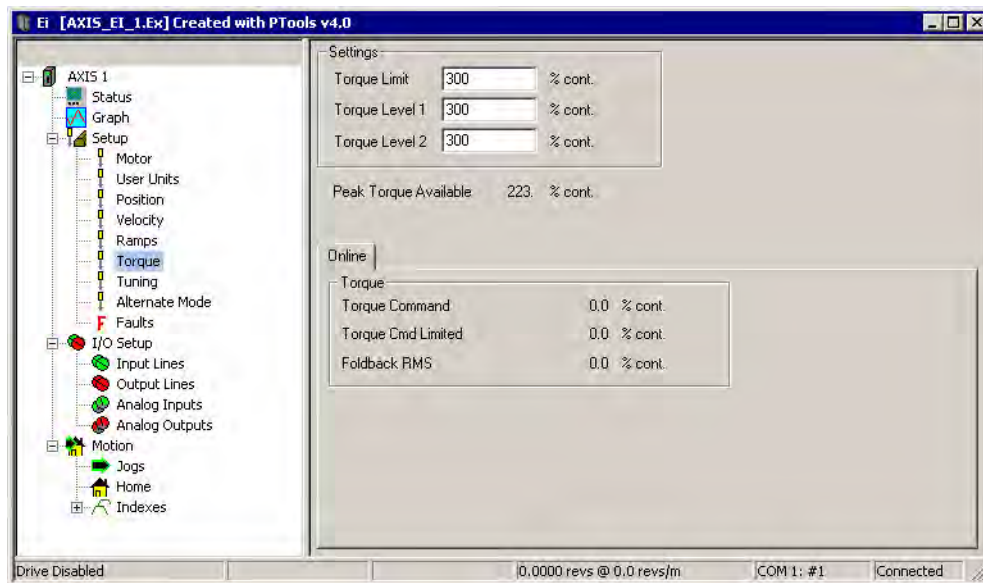 Ei [AXIS_EI_1.Ex] Created with PTools v4.0
AXIS 1
Status
Graph
Setup
Motor
User Units
Position
Velocity
Ramps
Torque
Tuning
Alternate Mode
F Faults
I/O Setup
Input Lines
Output Lines
Analog Inputs
Analog Outputs
Motion
Jogs
Home
Indexes
Settings
Torque Limit 300 % cont.
Torque Level 1 300 % cont.
Torque Level 2 300 % cont.
Peak Torque Available 223. % cont.
Online
Torque
Torque Command 0.0 % cont.
Torque Cmd Limited 0.0 % cont.
Foldback RMS 0.0 % cont.
Drive Disabled 0.0000 revs @ 0.0 revs/m COM 1: #1 Connected